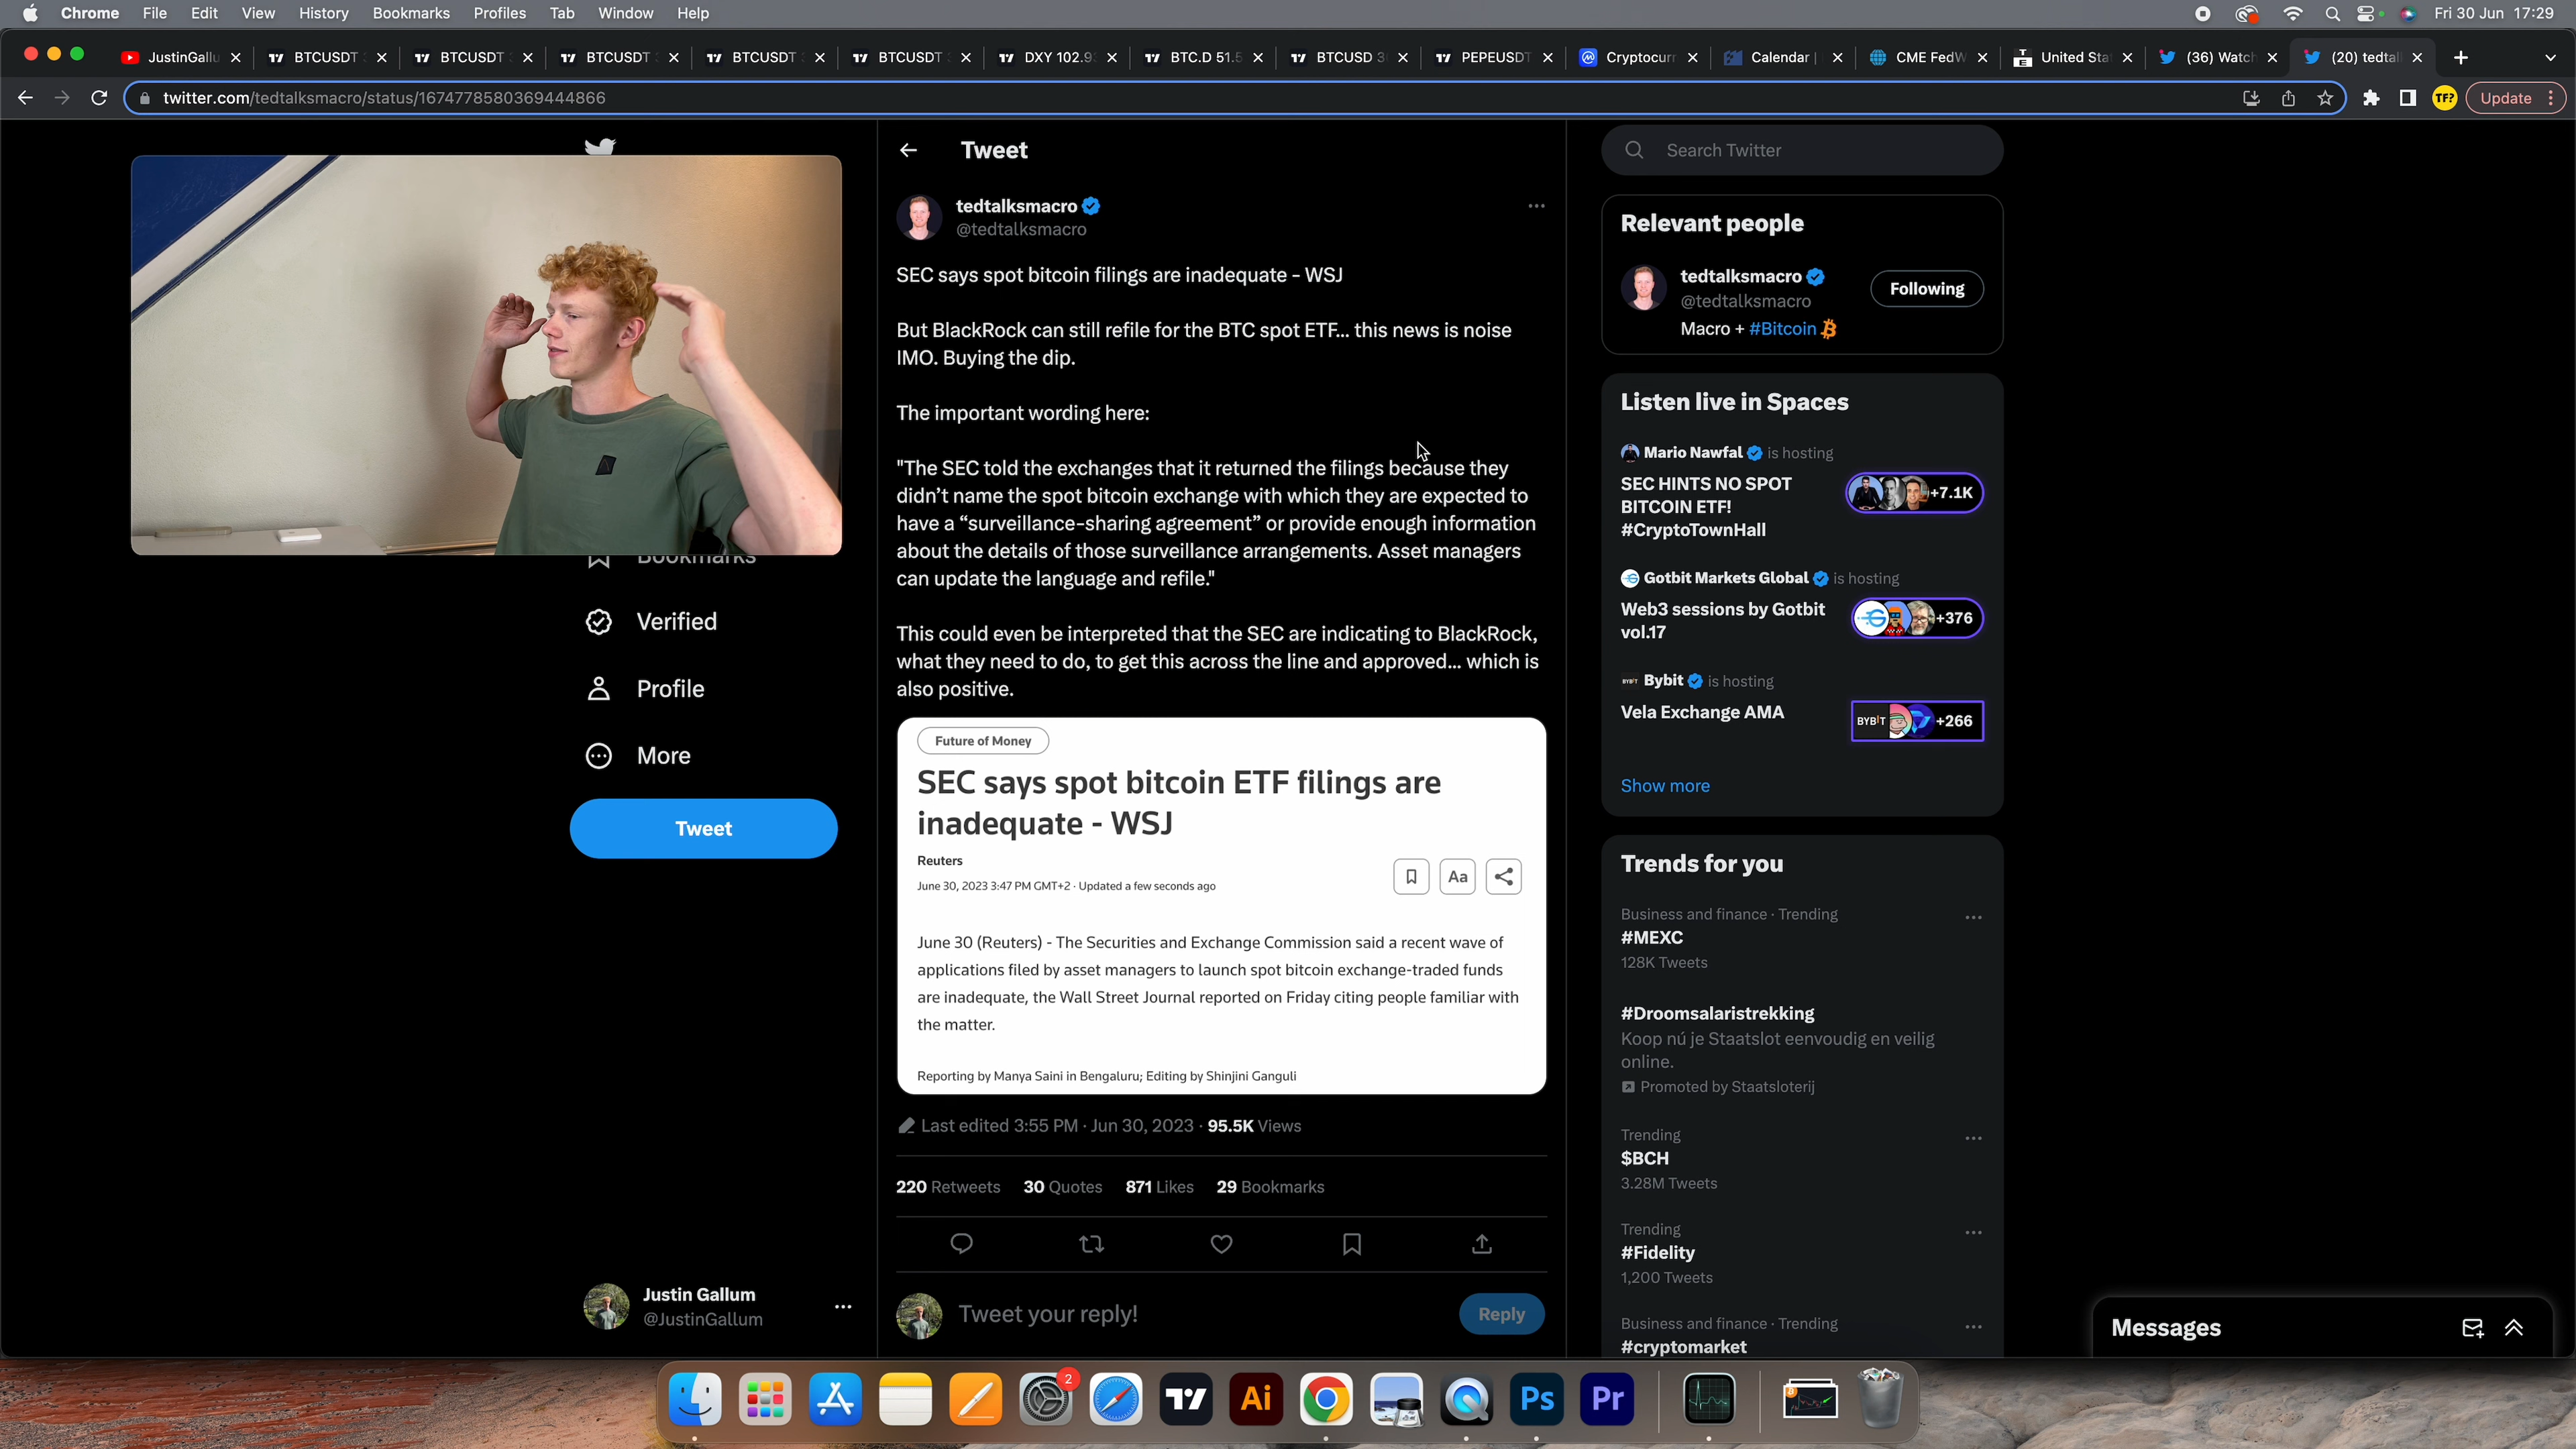 Chrome File Edit View History Bookmarks Profiles Tab Window Help
Fri 30 Jun 17:29
JustinGallu
BTCUSDT
BTCUSDT
BTCUSDT
BTCUSDT
BTCUSDT
DXY 102.9
BTC.D 51.5
BTCUSD 3
PEPEUSDT
Cryptocurr
Calendar |
CME FedW
United Sta
(36) Watch
(20) tedtal
twitter.com/tedtalksmacro/status/1674778580369444866
TF?
Update
Bookmarks
Verified
Profile
More
Tweet
Justin Gallum
@JustinGallum
Tweet
tedtalksmacro
@tedtalksmacro
SEC says spot bitcoin filings are inadequate - WSJ
But BlackRock can still refile for the BTC spot ETF... this news is noise
IMO. Buying the dip.
The important wording here:
"The SEC told the exchanges that it returned the filings because they
didn't name the spot bitcoin exchange with which they are expected to
have a “surveillance-sharing agreement” or provide enough information
about the details of those surveillance arrangements. Asset managers
can update the language and refile."
This could even be interpreted that the SEC are indicating to BlackRock,
what they need to do, to get this across the line and approved... which is
also positive.
Future of Money
SEC says spot bitcoin ETF filings are
inadequate - WSJ
Reuters
June 30, 2023 3:47 PM GMT+2 · Updated a few seconds ago
Aa
June 30 (Reuters) - The Securities and Exchange Commission said a recent wave of
applications filed by asset managers to launch spot bitcoin exchange-traded funds
are inadequate, the Wall Street Journal reported on Friday citing people familiar with
the matter.
Reporting by Manya Saini in Bengaluru; Editing by Shinjini Ganguli
Last edited 3:55 PM · Jun 30, 2023 · 95.5K Views
220 Retweets 30 Quotes 871 Likes 29 Bookmarks
Tweet your reply!
Reply
Search Twitter
Relevant people
tedtalksmacro
@tedtalksmacro
Following
Macro + #Bitcoin
Listen live in Spaces
Mario Nawfal is hosting
SEC HINTS NO SPOT
BITCOIN ETF!
#CryptoTownHall
+7.1K
Gotbit Markets Global is hosting
Web3 sessions by Gotbit
vol.17
+376
BYBIT Bybit is hosting
Vela Exchange AMA
BYBIT
+266
Show more
Trends for you
Business and finance · Trending
#MEXC
128K Tweets
#Droomsalaristrekking
Koop nú je Staatslot eenvoudig en veilig
online.
Promoted by Staatsloterij
Trending
$BCH
3.28M Tweets
Trending
#Fidelity
1,200 Tweets
Business and finance · Trending
#cryptomarket
Messages
2
Ai
Ps
Pr